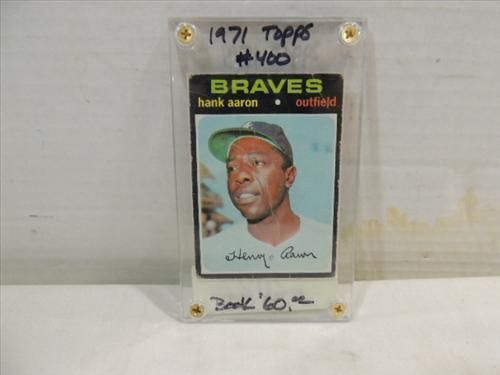 1971 TOPPS
#400
BRAVES
hank aaron • outfield
Henry Aaron
Book $60.00